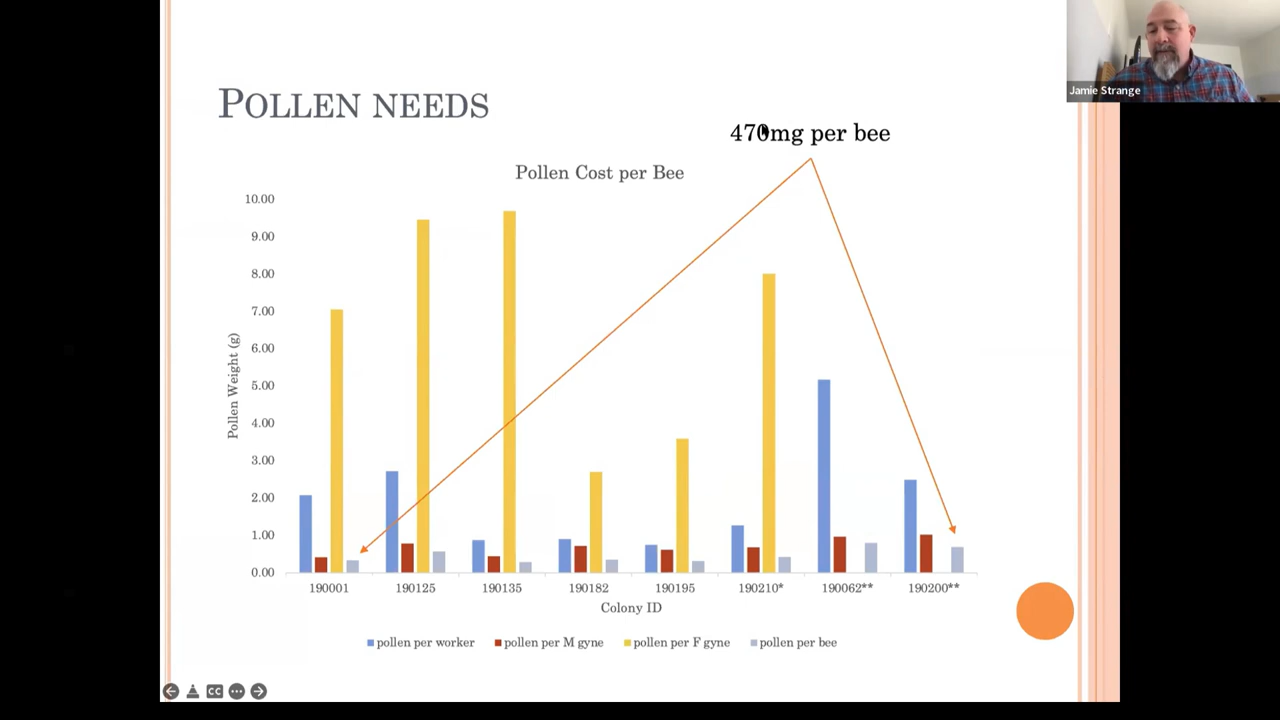 Jamie Strange
POLLEN NEEDS
470mg per bee
Pollen Cost per Bee
10.00
9.00
8.00
7.00
6.00
5.00
4.00
3.00
2.00
1.00
0.00
Pollen Weight (g)
190001 190125 190135 190182 190195 190210* 190062** 190200**
Colony ID
pollen per worker pollen per M gyne pollen per F gyne pollen per bee
CC